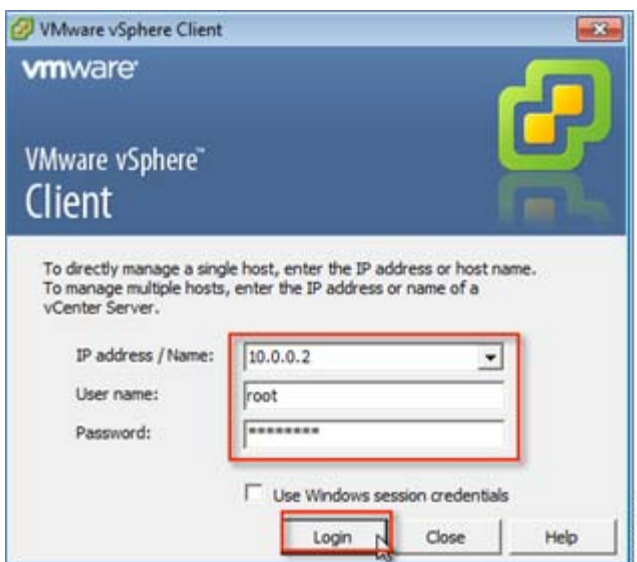 VMware vSphere Client
vmware
VMware vSphere™
Client
To directly manage a single host, enter the IP address or host name.
To manage multiple hosts, enter the IP address or name of a
vCenter Server.
IP address / Name: 10.0.0.2
User name: root
Password: ********
Use Windows session credentials
Login Close Help